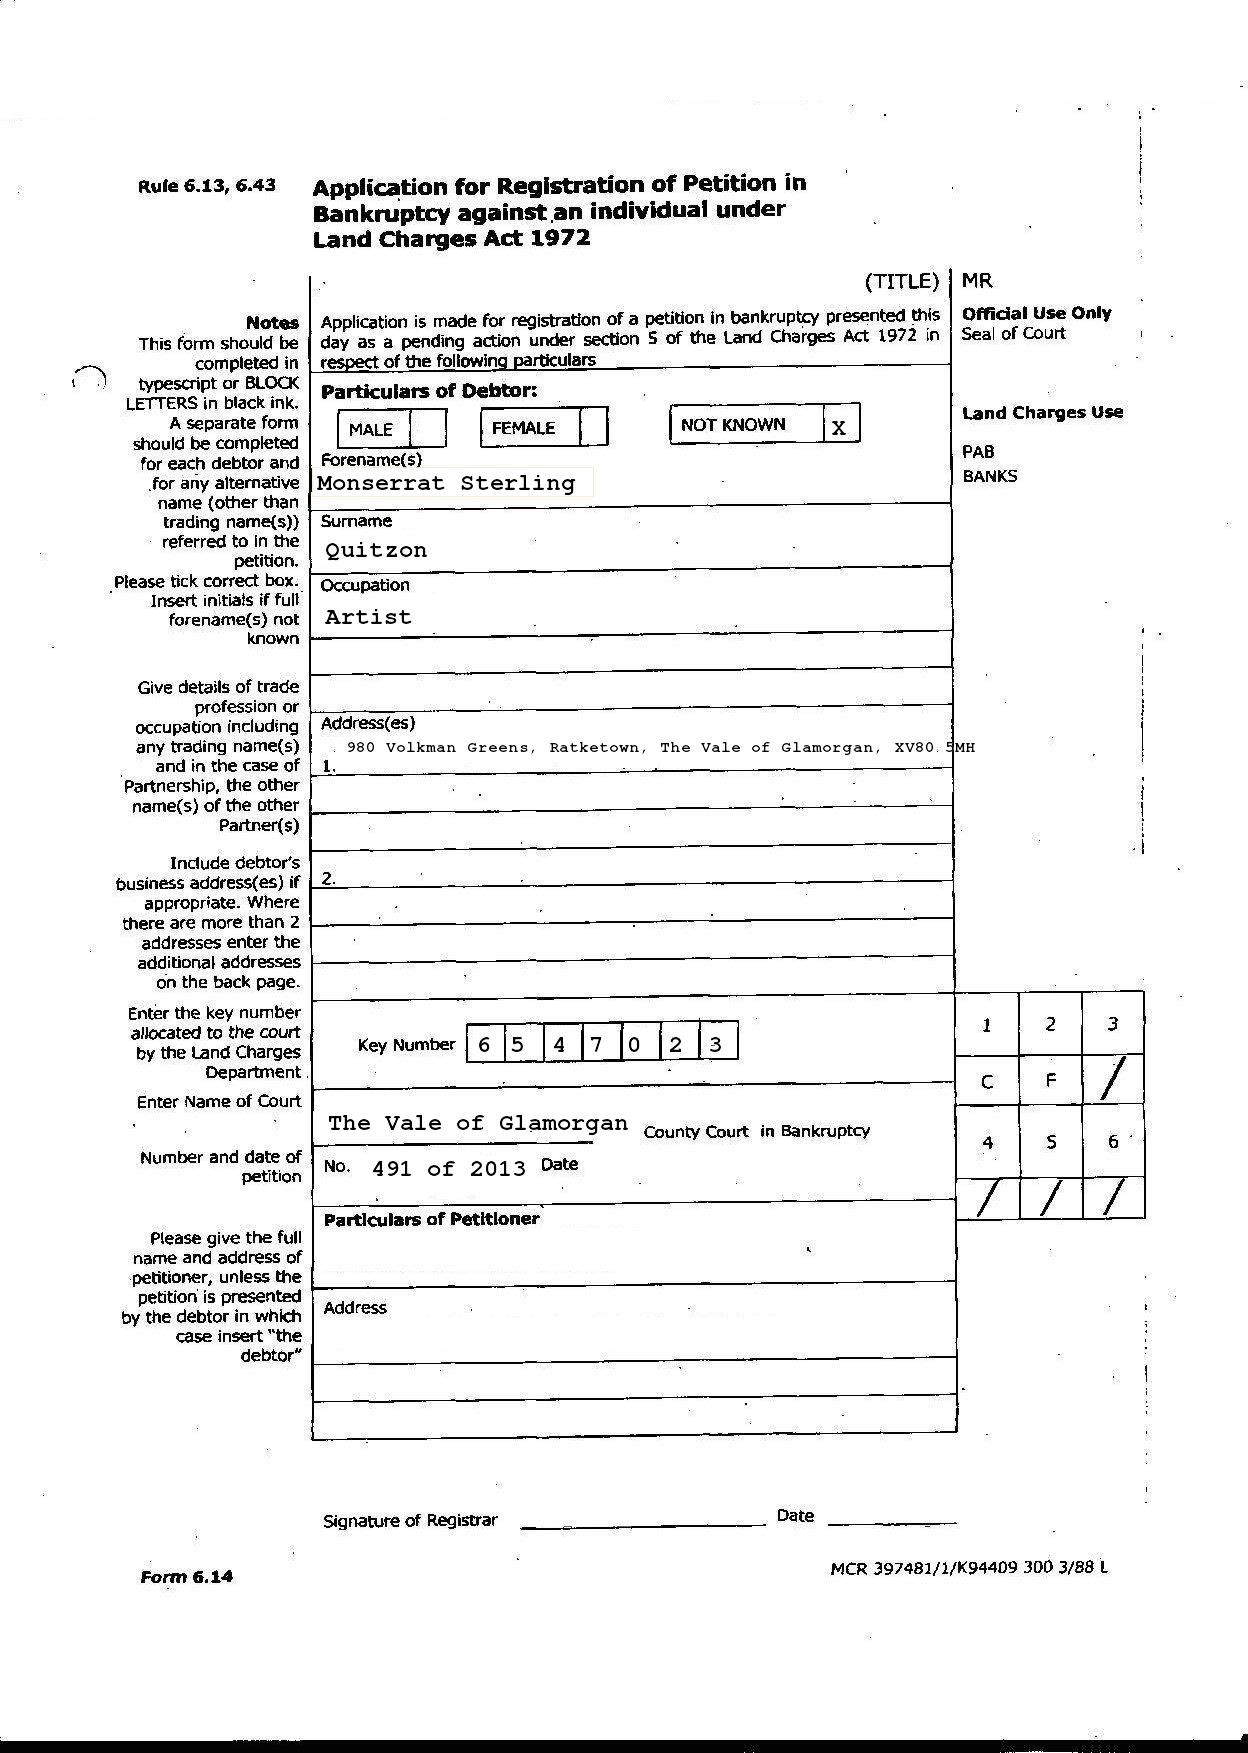 Rule 6.13, 6.43
Application for Registration of Petition in
Bankruptcy against an individual under
Land Charges Act 1972
(TITLE)
MR
Notes
This form should be
completed in
typescript or BLOCK
LETTERS in black ink.
A separate form
should be completed
for each debtor and
for any alternative
name (other than
trading name(s))
referred to in the
petition.
Please tick correct box.
Insert initials if full
forename(s) not
known
Application is made for registration of a petition in bankruptcy presented this
day as a pending action under section 5 of the Land Charges Act 1972 in
respect of the following particulars
Official Use Only
Seal of Court
Particulars of Debtor:
MALE
FEMALE
NOT KNOWN X
Land Charges Use
PAB
BANKS
Forename(s)
Monserrat Sterling
Surname
Quitzon
Occupation
Artist
Give details of trade
profession or
occupation including
any trading name(s)
and in the case of
Partnership, the other
name(s) of the other
Partner(s)
Address(es)
980 Volkman Greens, Ratketown, The Vale of Glamorgan, XV80 5MH
1.
Include debtor's
business address(es) if
appropriate. Where
there are more than 2
addresses enter the
additional addresses
on the back page.
2.
Enter the key number
allocated to the court
by the Land Charges
Department
Key Number 6 5 4 7 0 2 3
1 2 3
C F /
4 5 6
/ / /
Enter Name of Court
The Vale of Glamorgan County Court in Bankruptcy
Number and date of
petition
No. 491 of 2013 Date
Particulars of Petitioner
Please give the full
name and address of
petitioner, unless the
petition is presented
by the debtor in which
case insert "the
debtor"
Address
Signature of Registrar
Date
Form 6.14
MCR 397481/1/K94409 300 3/88 L